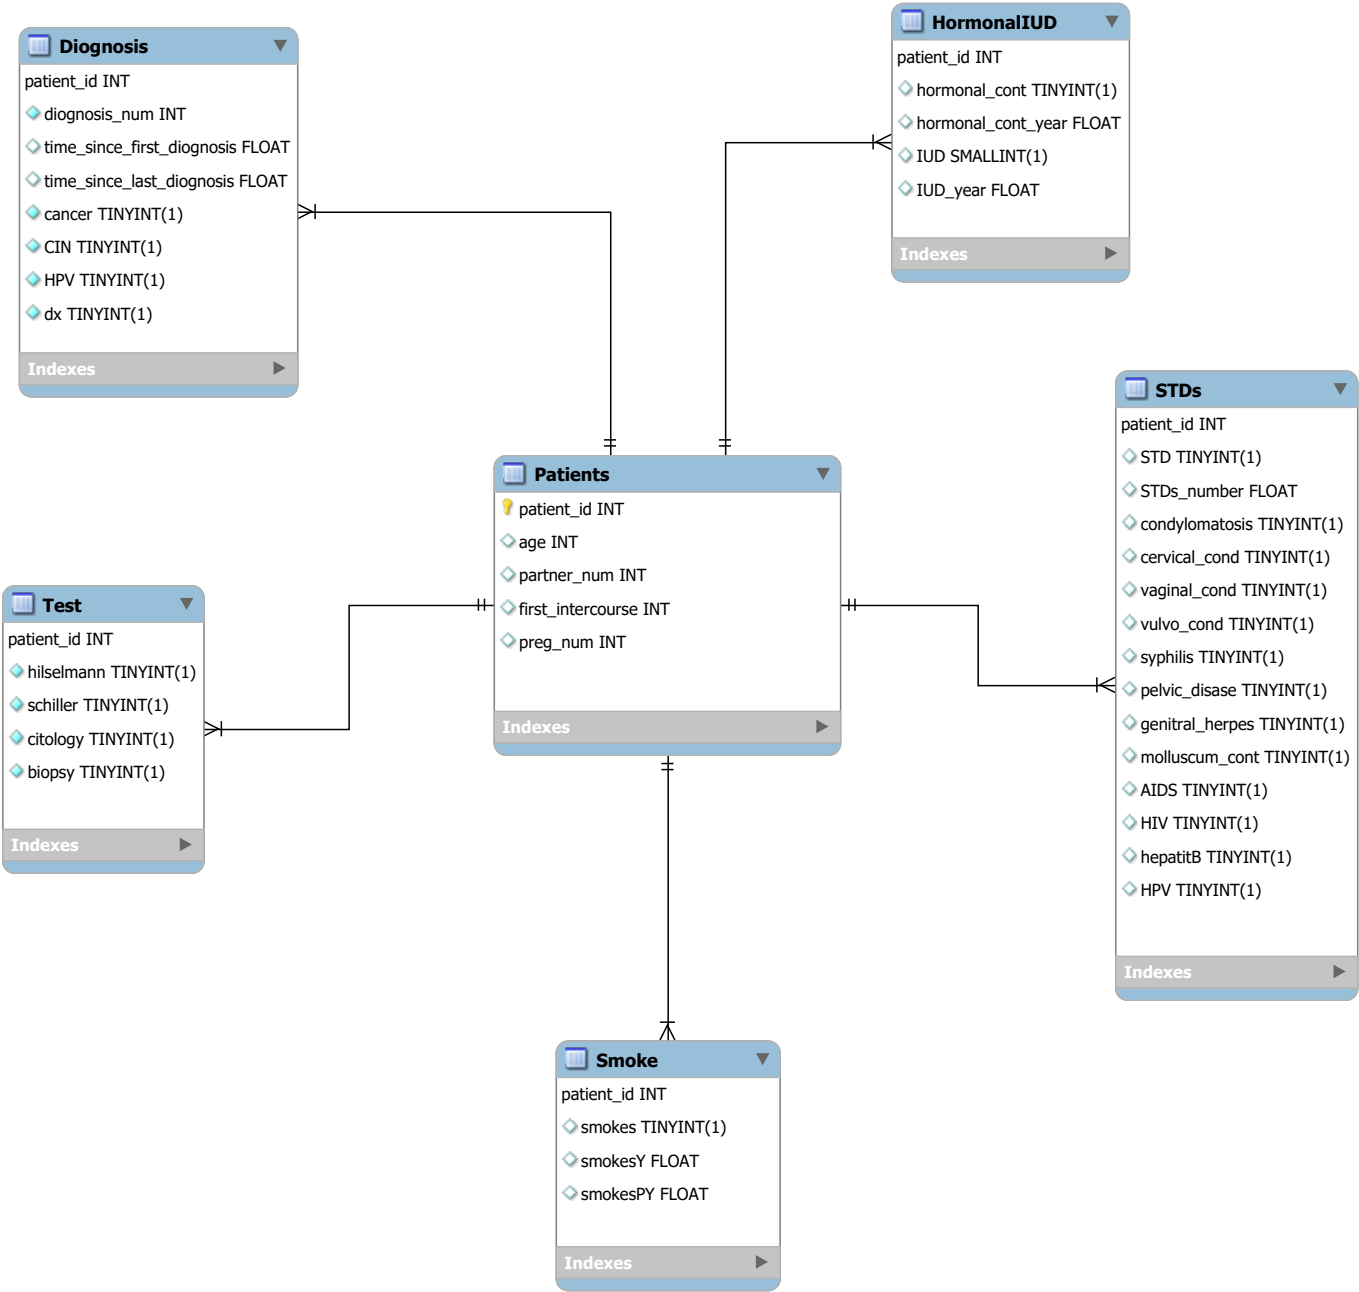 Diognosis
patient_id INT
diognosis_num INT
time_since_first_diognosis FLOAT
time_since_last_diognosis FLOAT
cancer TINYINT(1)
CIN TINYINT(1)
HPV TINYINT(1)
dx TINYINT(1)
Indexes
HormonalIUD
patient_id INT
hormonal_cont TINYINT(1)
hormonal_cont_year FLOAT
IUD SMALLINT(1)
IUD_year FLOAT
Indexes
Patients
patient_id INT
age INT
partner_num INT
first_intercourse INT
preg_num INT
Indexes
STDs
patient_id INT
STD TINYINT(1)
STDs_number FLOAT
condylomatosis TINYINT(1)
cervical_cond TINYINT(1)
vaginal_cond TINYINT(1)
vulvo_cond TINYINT(1)
syphilis TINYINT(1)
pelvic_disase TINYINT(1)
genitral_herpes TINYINT(1)
molluscum_cont TINYINT(1)
AIDS TINYINT(1)
HIV TINYINT(1)
hepatitB TINYINT(1)
HPV TINYINT(1)
Indexes
Test
patient_id INT
hilselmann TINYINT(1)
schiller TINYINT(1)
citology TINYINT(1)
biopsy TINYINT(1)
Indexes
Smoke
patient_id INT
smokes TINYINT(1)
smokesY FLOAT
smokesPY FLOAT
Indexes